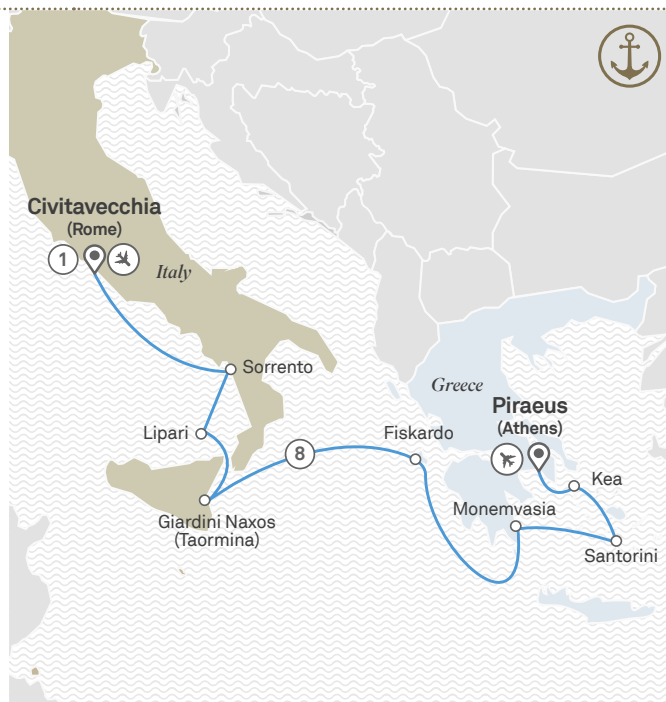 Civitavecchia
(Rome)
1
Italy
Sorrento
Greece
Piraeus
(Athens)
Lipari
8
Fiskardo
Kea
Monemvasia
Giardini Naxos
(Taormina)
Santorini